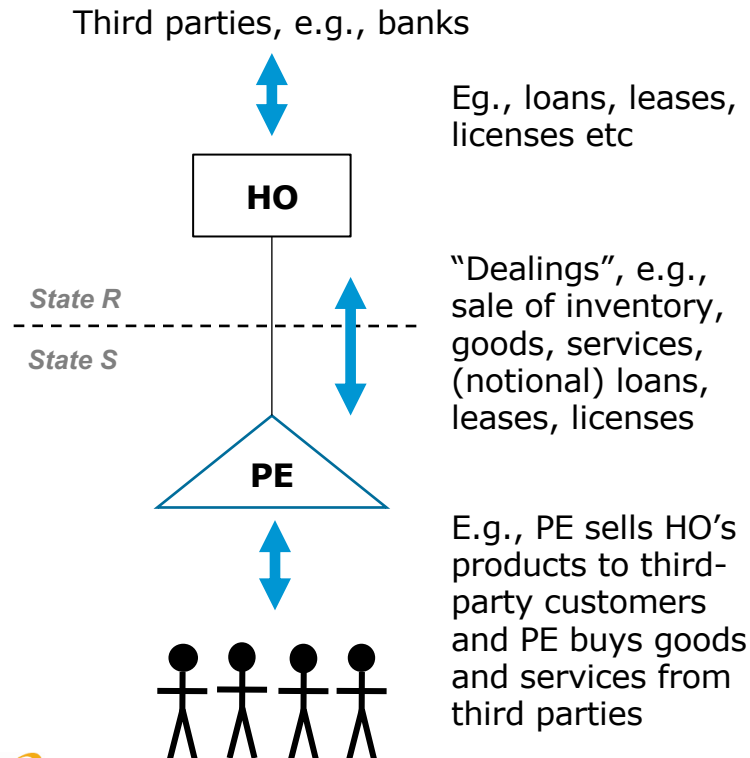 Third parties, e.g., banks
Eg., loans, leases,
licenses etc
HO
“Dealings”, e.g.,
sale of inventory,
goods, services,
(notional) loans,
leases, licenses
State R
State S
PE
E.g., PE sells HO’s
products to third-
party customers
and PE buys goods
and services from
third parties